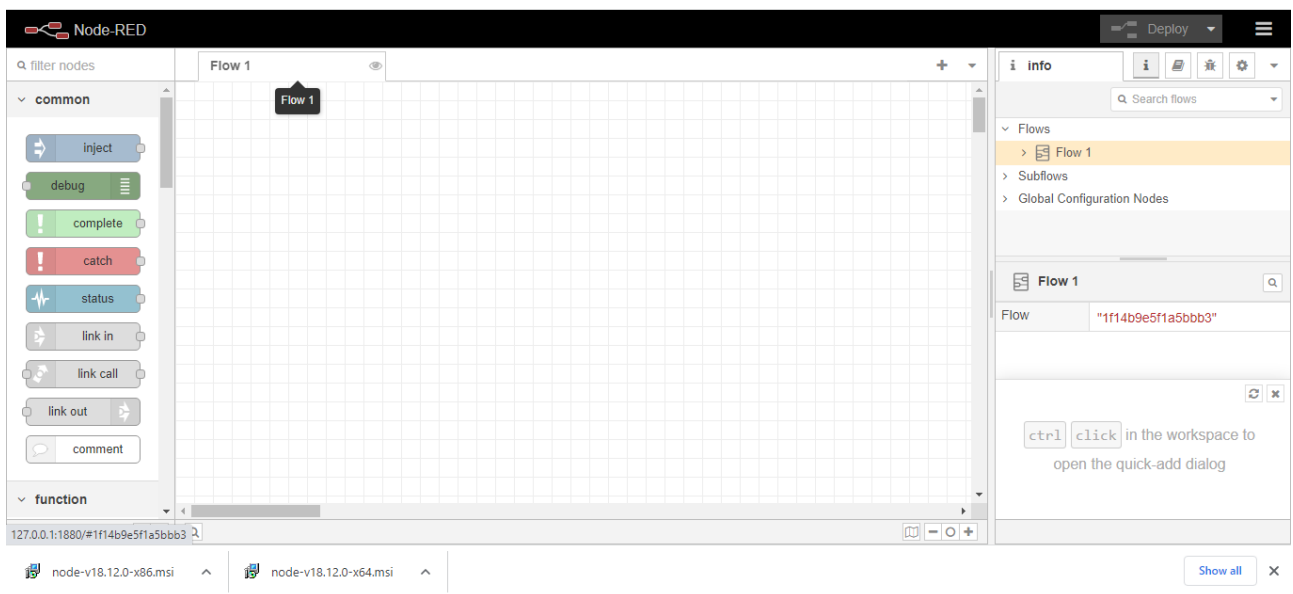 Node-RED
Deploy
filter nodes
Flow 1
i info
i
Flow 1
common
Search flows
inject
debug
complete
catch
status
link in
link call
link out
comment
function
Flows
Flow 1
Subflows
Global Configuration Nodes
Flow 1
Flow "1f14b9e5f1a5bbb3"
ctrl click in the workspace to
open the quick-add dialog
127.0.0.1:1880/#1f14b9e5f1a5bbb3
node-v18.12.0-x86.msi
node-v18.12.0-x64.msi
Show all